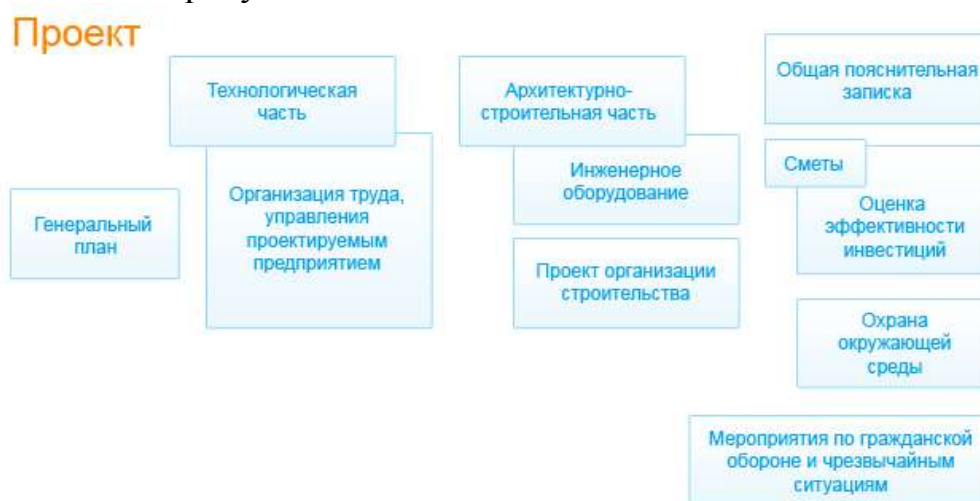 Проект
Технологическая
часть
Архитектурно-
строительная часть
Общая пояснительная
записка
Генеральный
план
Организация труда,
управления
проектируемым
предприятием
Инженерное
оборудование
Проект организации
строительства
Сметы
Оценка
эффективности
инвестиций
Охрана
окружающей
среды
Мероприятия по гражданской
обороне и чрезвычайным
ситуациям